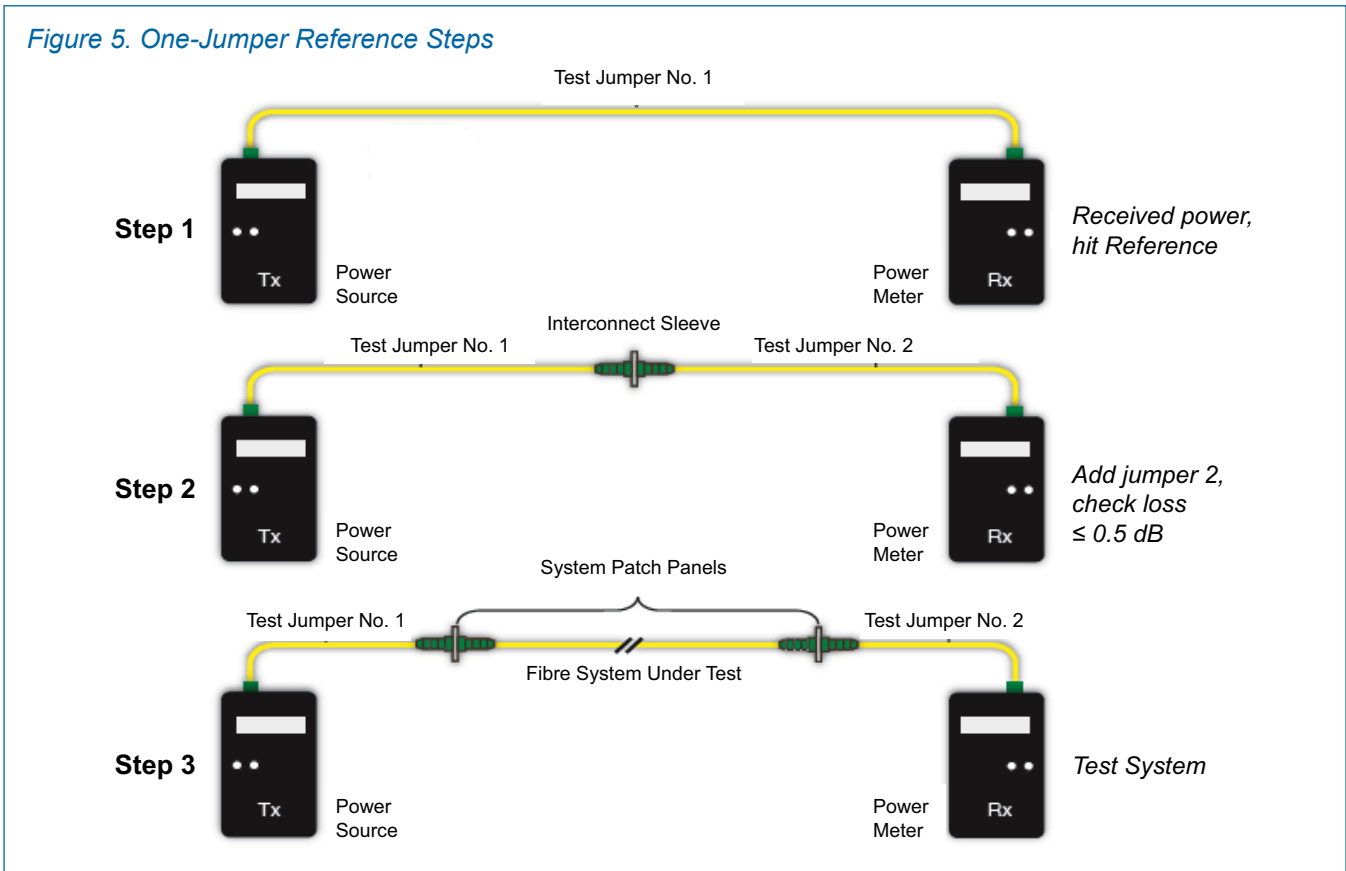 Figure 5. One-Jumper Reference Steps
Test Jumper No. 1
Step 1
Tx
Power
Source
Power
Meter
Rx
Received power,
hit Reference
Interconnect Sleeve
Test Jumper No. 1
Test Jumper No. 2
Step 2
Tx
Power
Source
Power
Meter
Rx
Add jumper 2,
check loss
≤ 0.5 dB
System Patch Panels
Test Jumper No. 1
Test Jumper No. 2
Fibre System Under Test
Step 3
Tx
Power
Source
Power
Meter
Rx
Test System